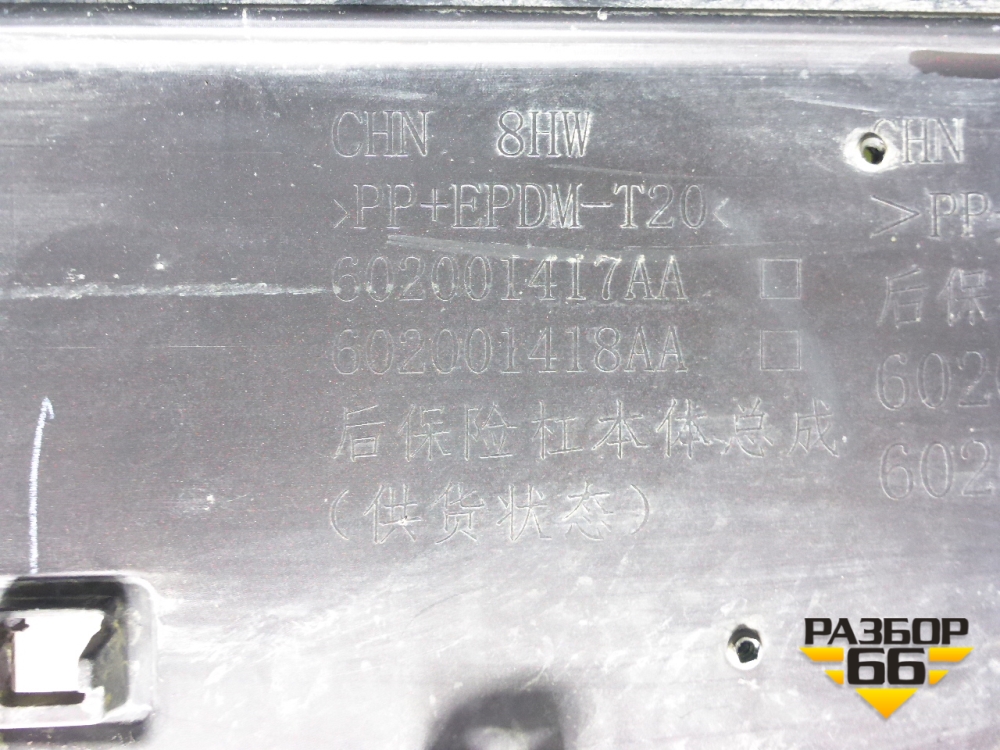 CHN 8HW
>PP+EPDM-T20<
602001417AA □
602001418AA □
后保险杠本体总成
(供货状态)
CHN
>PP
后保
602
602
РАЗБОР
66